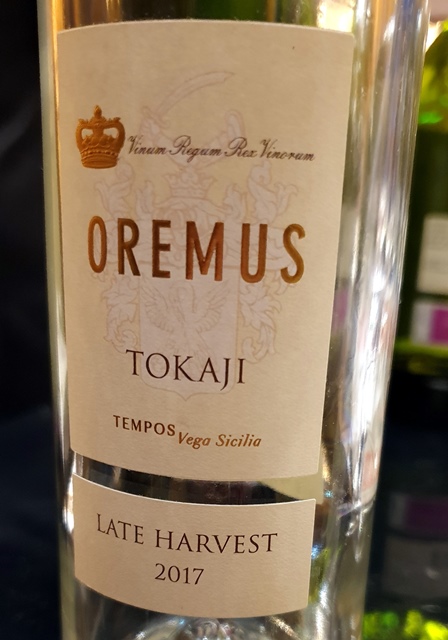 Vinum Regum Rex Vinorum
OREMUS
TOKAJI
TEMPOS Vega Sicilia
LATE HARVEST
2017